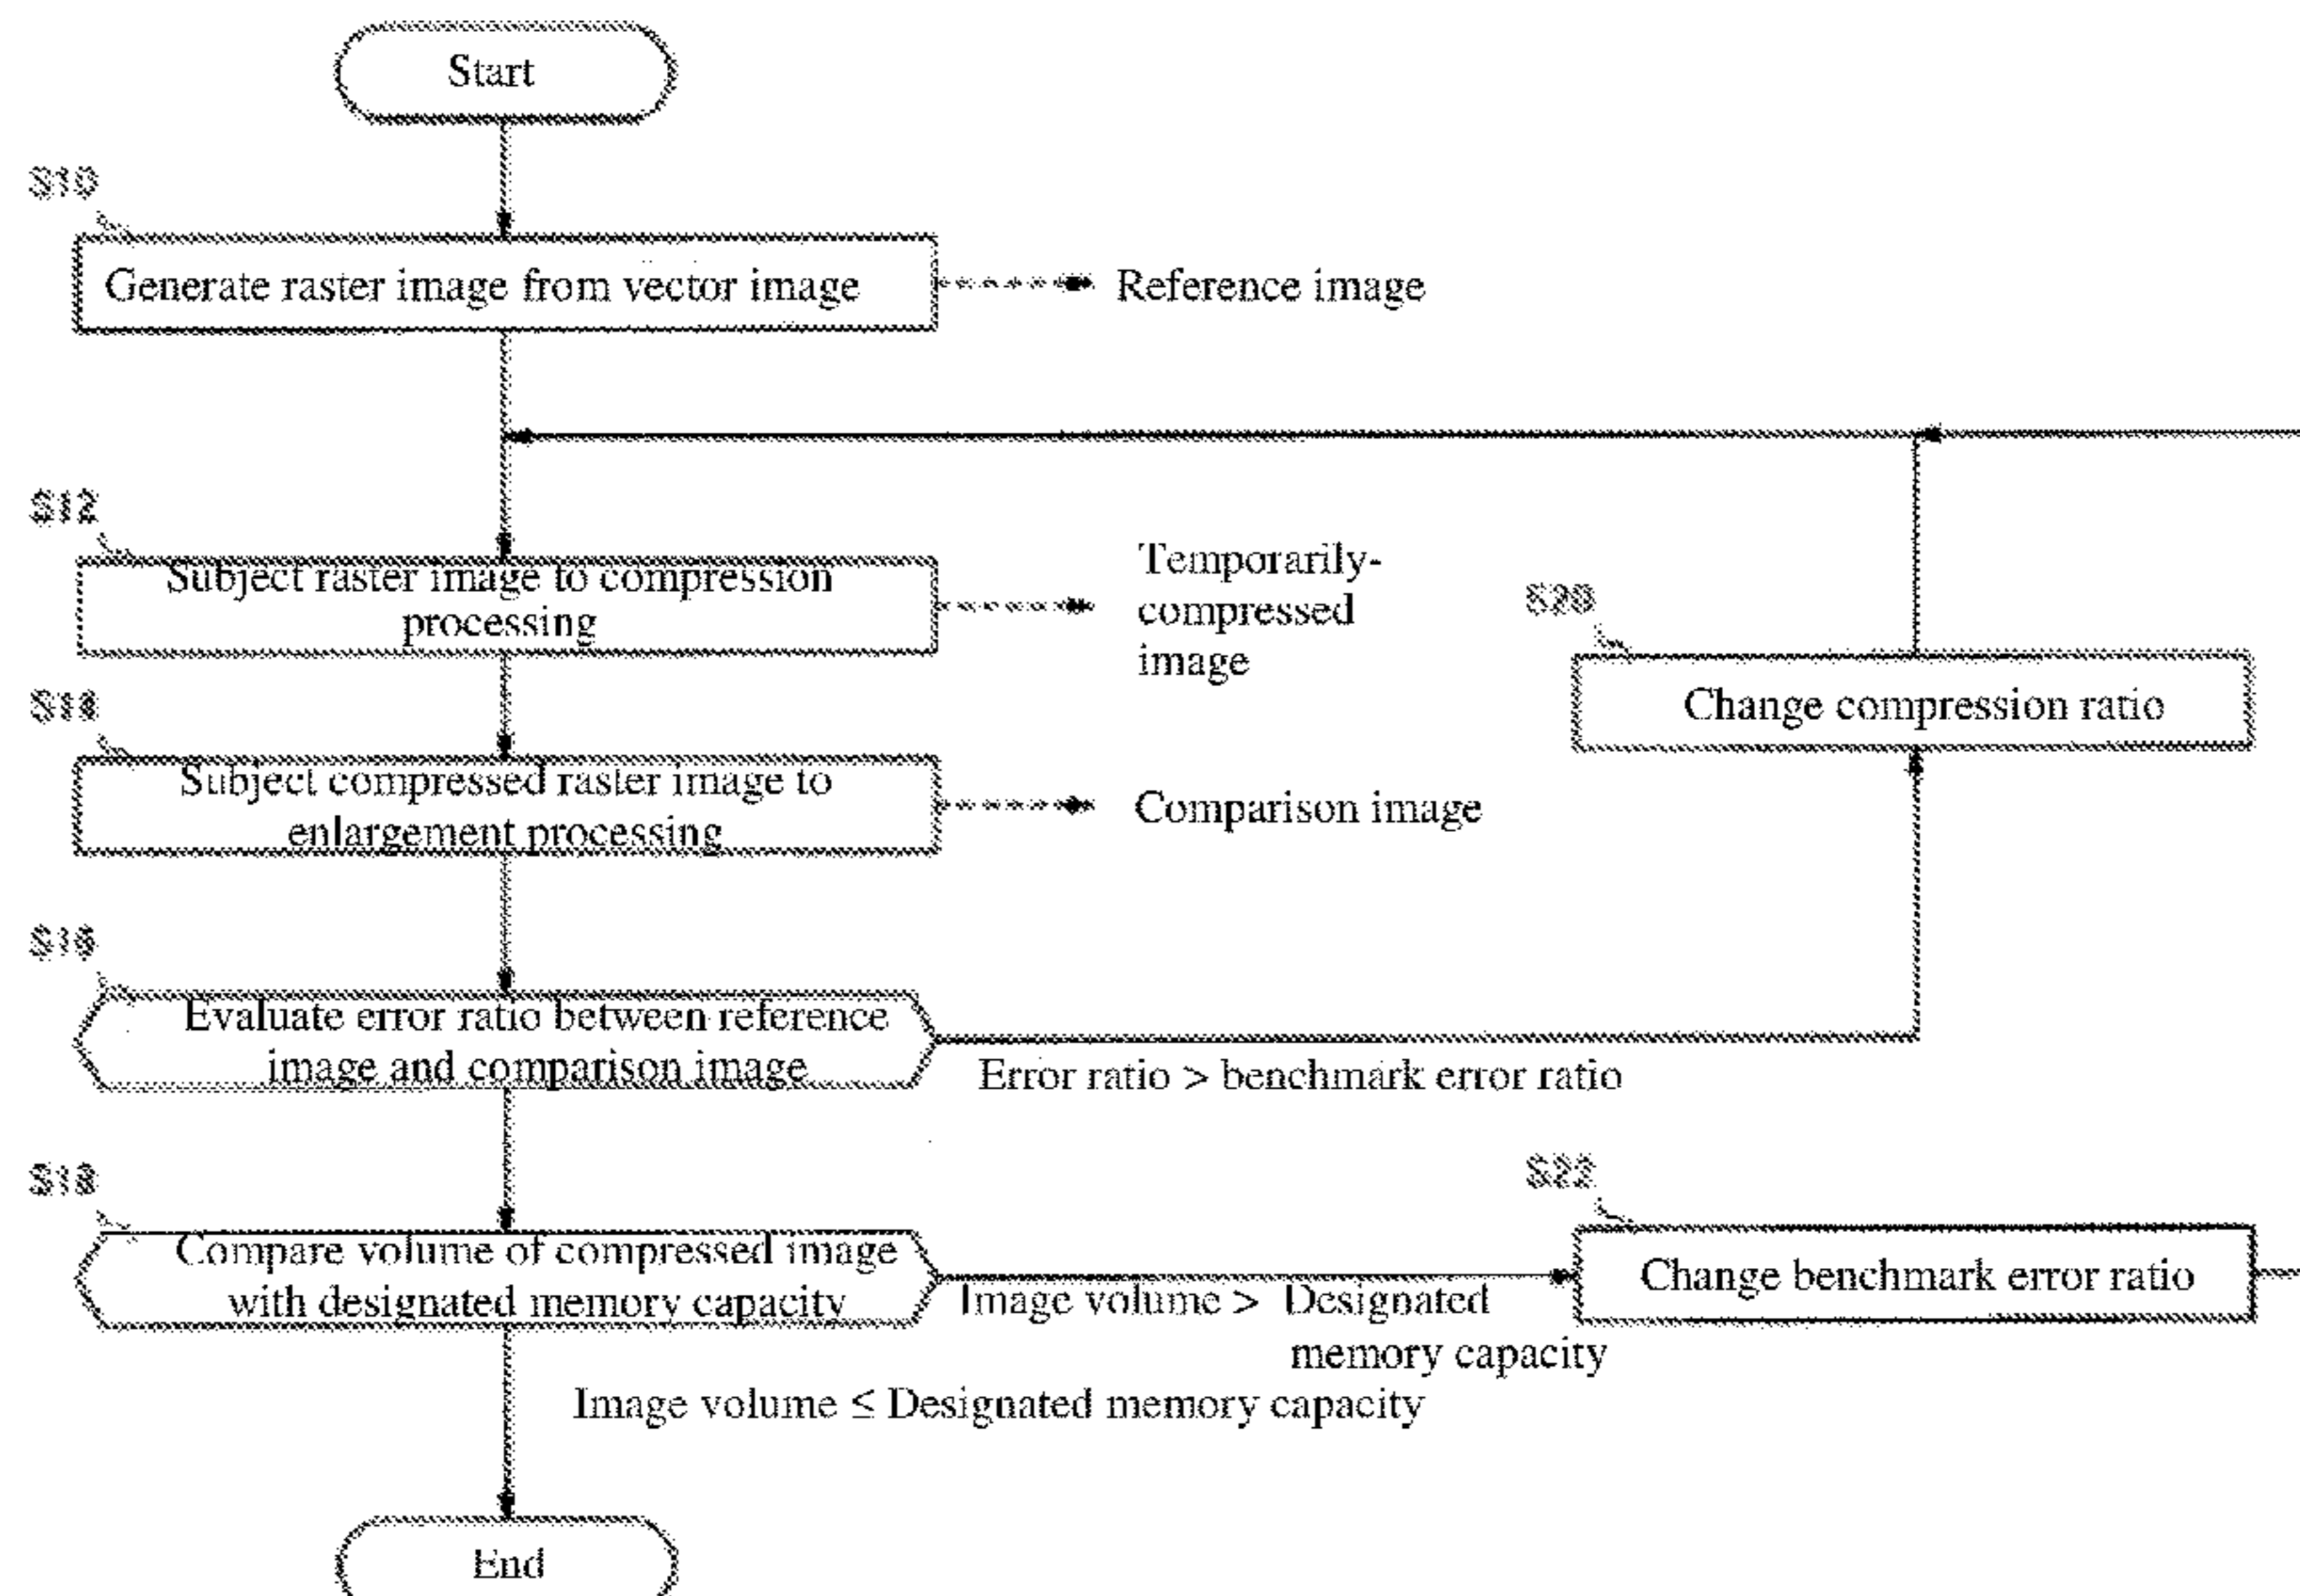 Start
S10
Generate raster image from vector image
Reference image
S12
Subject raster image to compression
processing
Temporarily-
compressed
image
S20
Change compression ratio
S14
Subject compressed raster image to
enlargement processing
Comparison image
S16
Evaluate error ratio between reference
image and comparison image
Error ratio > benchmark error ratio
S18
Compare volume of compressed image
with designated memory capacity
Image volume > Designated
memory capacity
S22
Change benchmark error ratio
Image volume ≤ Designated memory capacity
End